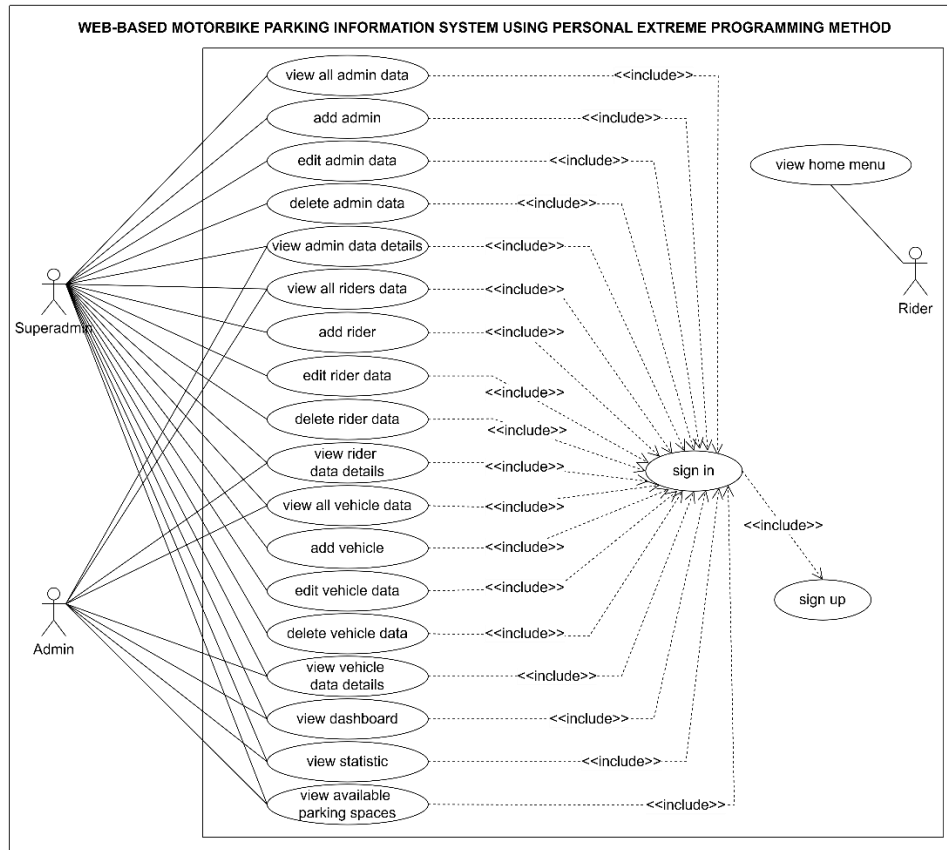 WEB-BASED MOTORBIKE PARKING INFORMATION SYSTEM USING PERSONAL EXTREME PROGRAMMING METHOD
view all admin data
<<include>>
add admin
<<include>>
edit admin data
<<include>>
view home menu
delete admin data
<<include>>
view admin data details
<<include>>
Superadmin
view all riders data
<<include>>
Rider
add rider
<<include>>
edit rider data
<<include>>
delete rider data
<<include>>
view rider
data details
<<include>>
sign in
view all vehicle data
<<include>>
<<include>>
add vehicle
<<include>>
edit vehicle data
<<include>>
sign up
Admin
delete vehicle data
<<include>>
view vehicle
data details
<<include>>
view dashboard
<<include>>
view statistic
<<include>>
view available
parking spaces
<<include>>